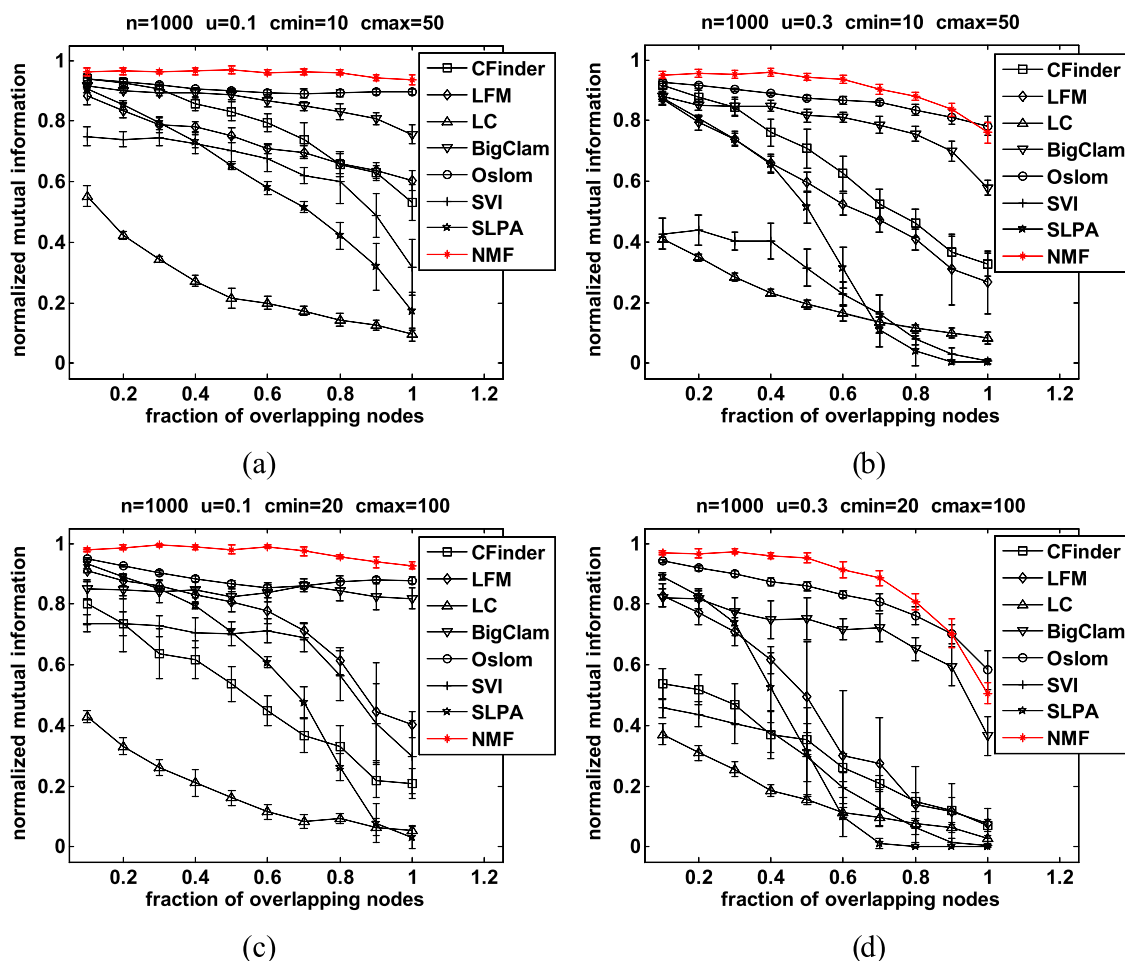 n=1000 u=0.1 cmin=10 cmax=50
normalized mutual information
1
0.8
0.6
0.4
0.2
0
0.2 0.4 0.6 0.8 1 1.2
fraction of overlapping nodes
CFinder
LFM
LC
BigClam
Oslom
SVI
SLPA
NMF
(a)
n=1000 u=0.3 cmin=10 cmax=50
normalized mutual information
1
0.8
0.6
0.4
0.2
0
0.2 0.4 0.6 0.8 1 1.2
fraction of overlapping nodes
CFinder
LFM
LC
BigClam
Oslom
SVI
SLPA
NMF
(b)
n=1000 u=0.1 cmin=20 cmax=100
normalized mutual information
1
0.8
0.6
0.4
0.2
0
0.2 0.4 0.6 0.8 1 1.2
fraction of overlapping nodes
CFinder
LFM
LC
BigClam
Oslom
SVI
SLPA
NMF
(c)
n=1000 u=0.3 cmin=20 cmax=100
normalized mutual information
1
0.8
0.6
0.4
0.2
0
0.2 0.4 0.6 0.8 1 1.2
fraction of overlapping nodes
CFinder
LFM
LC
BigClam
Oslom
SVI
SLPA
NMF
(d)